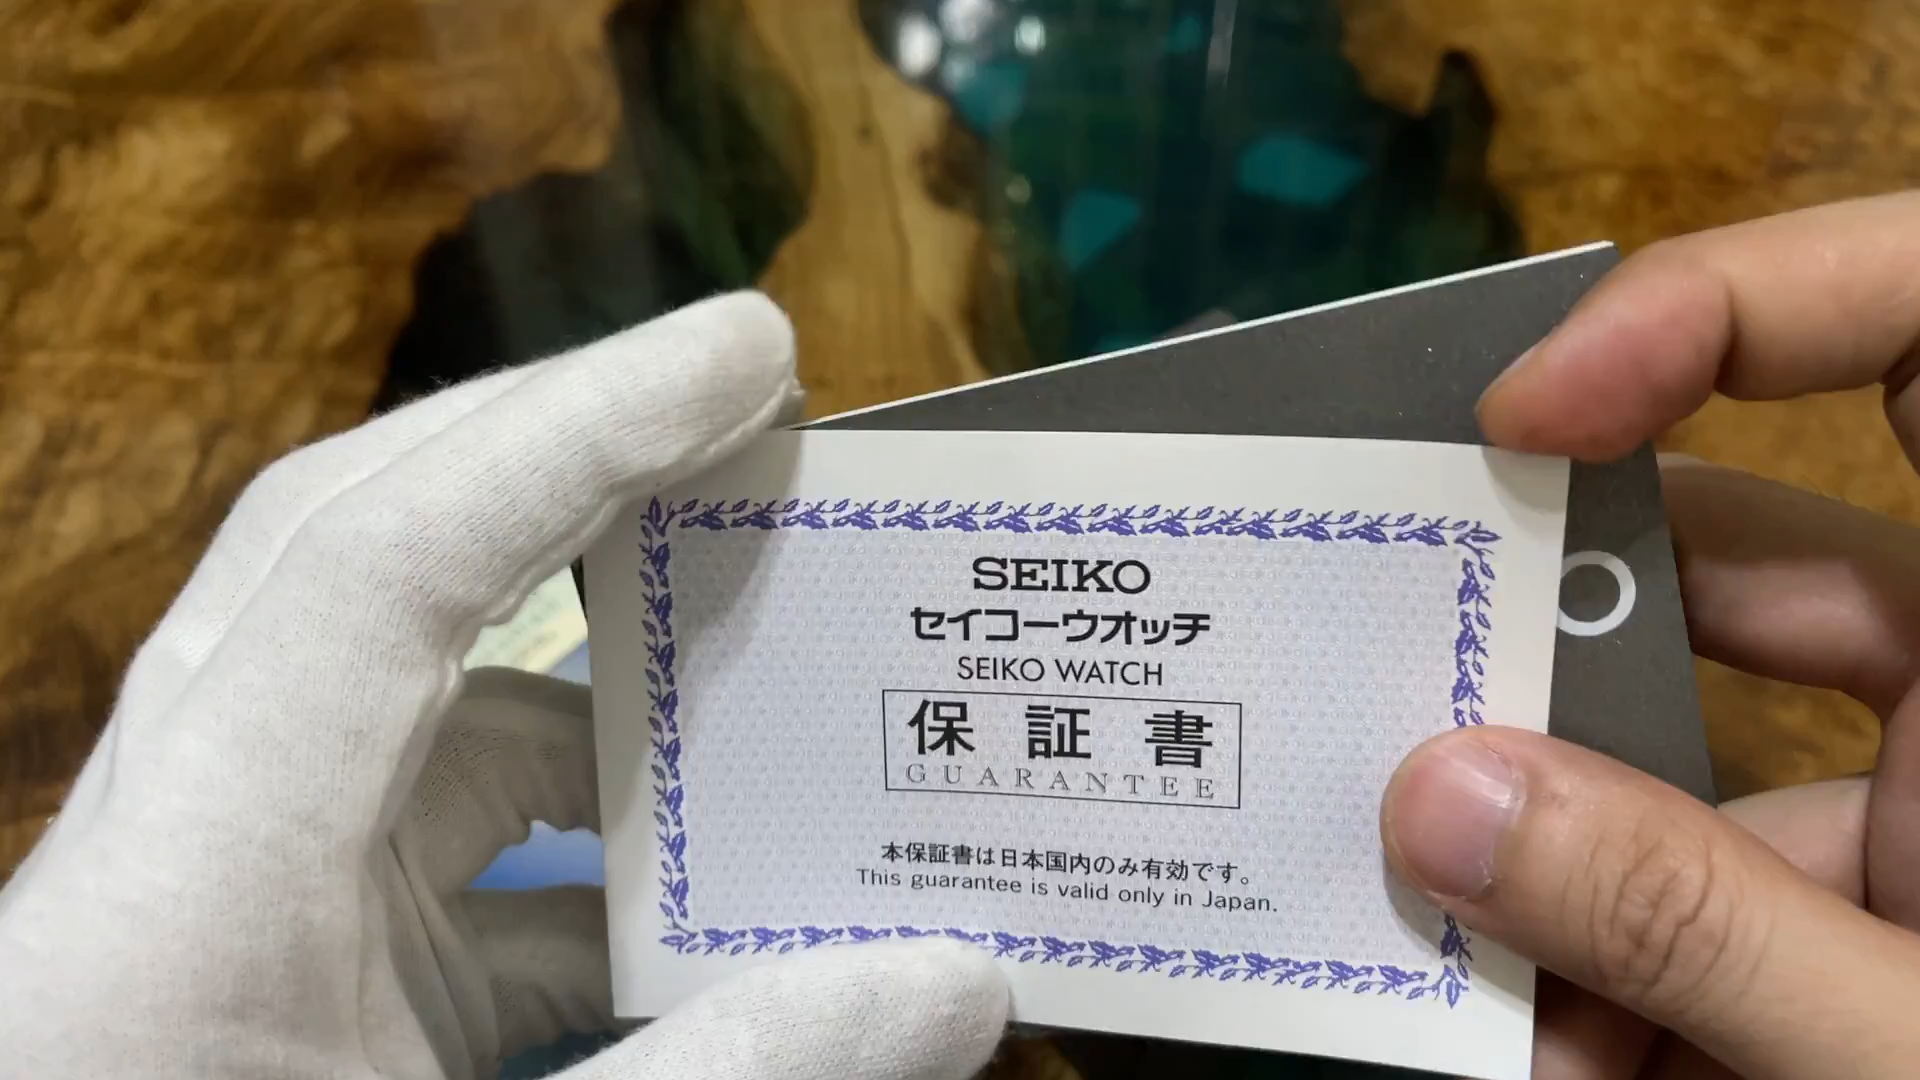 SEIKO
セイコーウオッチ
SEIKO WATCH
保証書
GUARANTEE
本保証書は日本国内のみ有効です。
This guarantee is valid only in Japan.